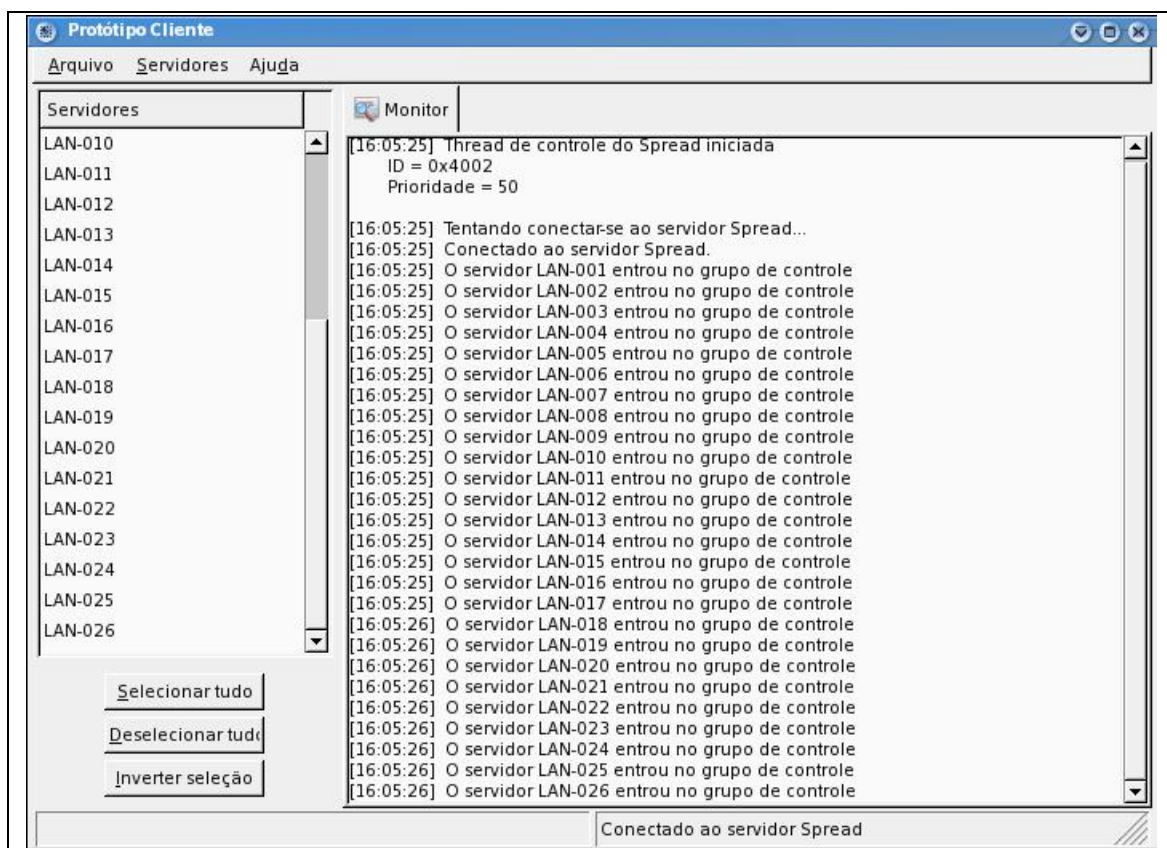 Protótipo Cliente
Arquivo Servidores Ajuda
Servidores
LAN-010
LAN-011
LAN-012
LAN-013
LAN-014
LAN-015
LAN-016
LAN-017
LAN-018
LAN-019
LAN-020
LAN-021
LAN-022
LAN-023
LAN-024
LAN-025
LAN-026
Selecionar tudo
Deselecionar tudo
Inverter seleção
Monitor
[16:05:25] Thread de controle do Spread iniciada
ID = 0x4002
Prioridade = 50
[16:05:25] Tentando conectar-se ao servidor Spread...
[16:05:25] Conectado ao servidor Spread.
[16:05:25] O servidor LAN-001 entrou no grupo de controle
[16:05:25] O servidor LAN-002 entrou no grupo de controle
[16:05:25] O servidor LAN-003 entrou no grupo de controle
[16:05:25] O servidor LAN-004 entrou no grupo de controle
[16:05:25] O servidor LAN-005 entrou no grupo de controle
[16:05:25] O servidor LAN-006 entrou no grupo de controle
[16:05:25] O servidor LAN-007 entrou no grupo de controle
[16:05:25] O servidor LAN-008 entrou no grupo de controle
[16:05:25] O servidor LAN-009 entrou no grupo de controle
[16:05:25] O servidor LAN-010 entrou no grupo de controle
[16:05:25] O servidor LAN-011 entrou no grupo de controle
[16:05:25] O servidor LAN-012 entrou no grupo de controle
[16:05:25] O servidor LAN-013 entrou no grupo de controle
[16:05:25] O servidor LAN-014 entrou no grupo de controle
[16:05:25] O servidor LAN-015 entrou no grupo de controle
[16:05:25] O servidor LAN-016 entrou no grupo de controle
[16:05:25] O servidor LAN-017 entrou no grupo de controle
[16:05:26] O servidor LAN-018 entrou no grupo de controle
[16:05:26] O servidor LAN-019 entrou no grupo de controle
[16:05:26] O servidor LAN-020 entrou no grupo de controle
[16:05:26] O servidor LAN-021 entrou no grupo de controle
[16:05:26] O servidor LAN-022 entrou no grupo de controle
[16:05:26] O servidor LAN-023 entrou no grupo de controle
[16:05:26] O servidor LAN-024 entrou no grupo de controle
[16:05:26] O servidor LAN-025 entrou no grupo de controle
[16:05:26] O servidor LAN-026 entrou no grupo de controle
Conectado ao servidor Spread